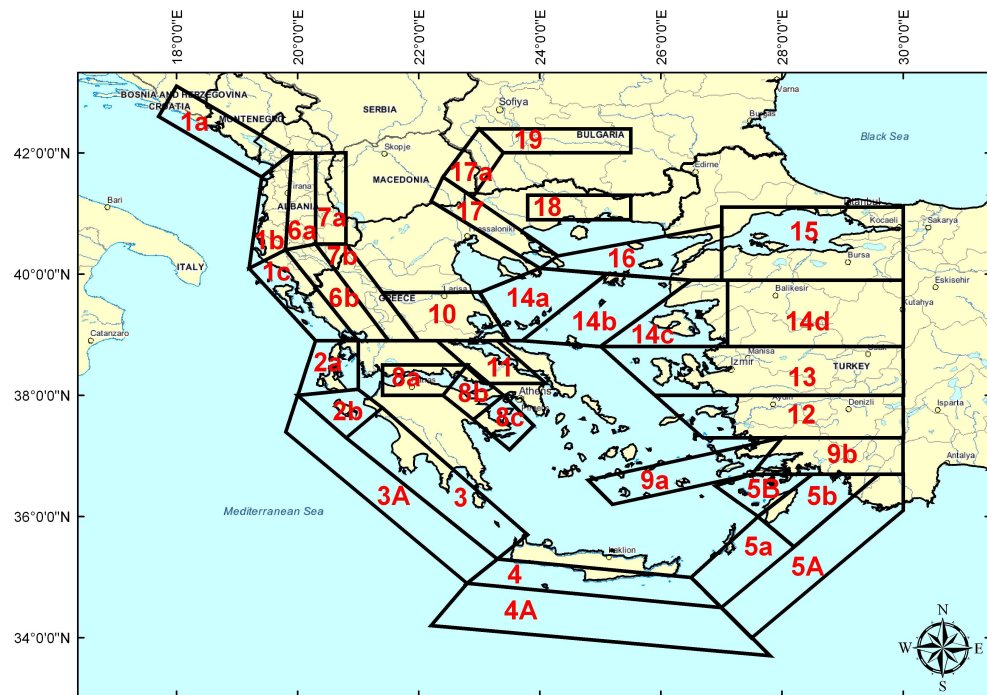 18°0'0"E
20°0'0"E
22°0'0"E
24°0'0"E
26°0'0"E
28°0'0"E
30°0'0"E
42°0'0"N
40°0'0"N
38°0'0"N
36°0'0"N
34°0'0"N
BOSNIA AND HERZEGOVINA
CROATIA
MONTENEGRO
SERBIA
Sofiya
BULGARIA
Varna
Burgas
Black Sea
Skopje
MACEDONIA
Edirne
Bari
ALBANIA
ITALY
Kocaeli
Sakarya
Bursa
Eskisehir
Balikesir
Kutahya
Catanzaro
GREECE
Larisa
Izmir
Manisa
TURKEY
Athens
Aydin
Denizli
Isparta
Antalya
Mediterranean Sea
1a
19
17a
17
18
7a
6a
1b
7b
1c
6b
16
15
14a
14b
14c
14d
10
2a
8a
11
8b
8c
13
12
2b
9a
9b
5B
5b
3A
3
5a
5A
4
4A
N
W
E
S